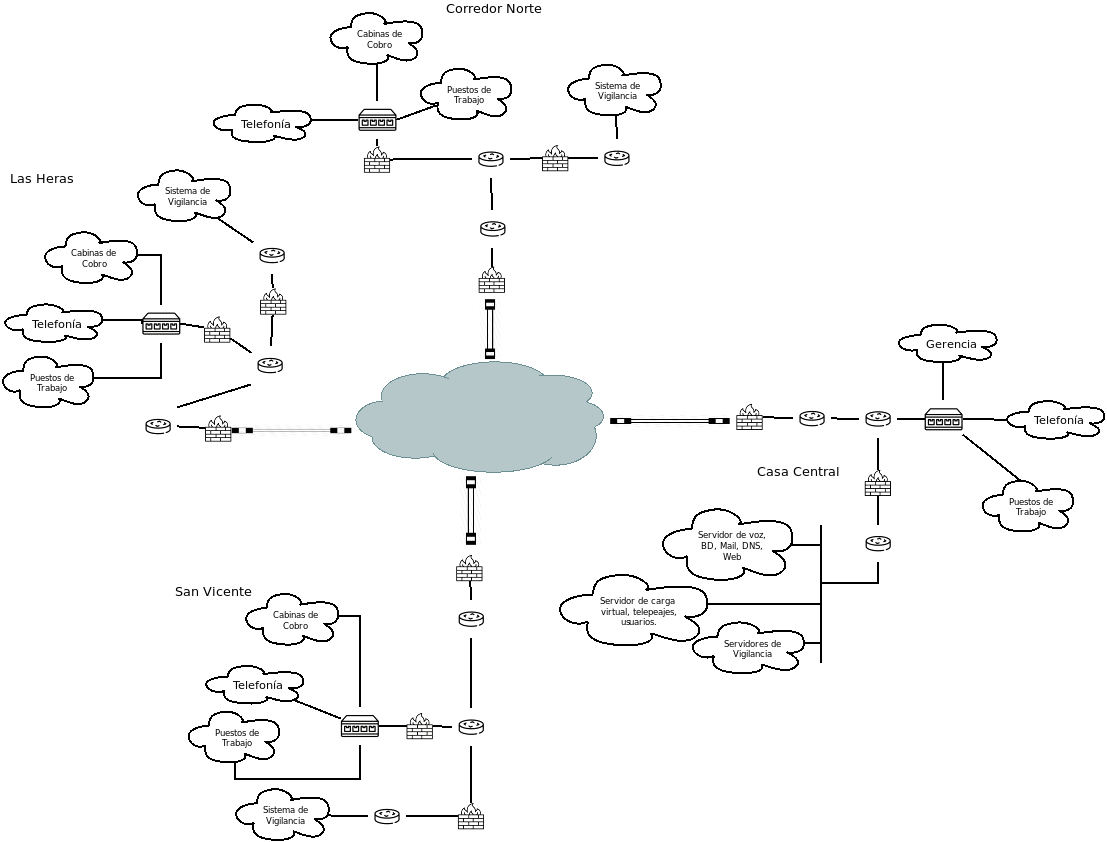 Corredor Norte
Cabinas de
Cobro
Puestos de
Trabajo
Sistema de
Vigilancia
Telefonía
Las Heras
Sistema de
Vigilancia
Cabinas de
Cobro
Telefonía
Puestos de
Trabajo
Gerencia
Telefonía
Puestos de
Trabajo
Casa Central
Servidor de voz,
BD, Mail, DNS,
Web
Servidor de carga
virtual, telepeajes,
usuarios.
Servidores de
Vigilancia
San Vicente
Cabinas de
Cobro
Telefonía
Puestos de
Trabajo
Sistema de
Vigilancia